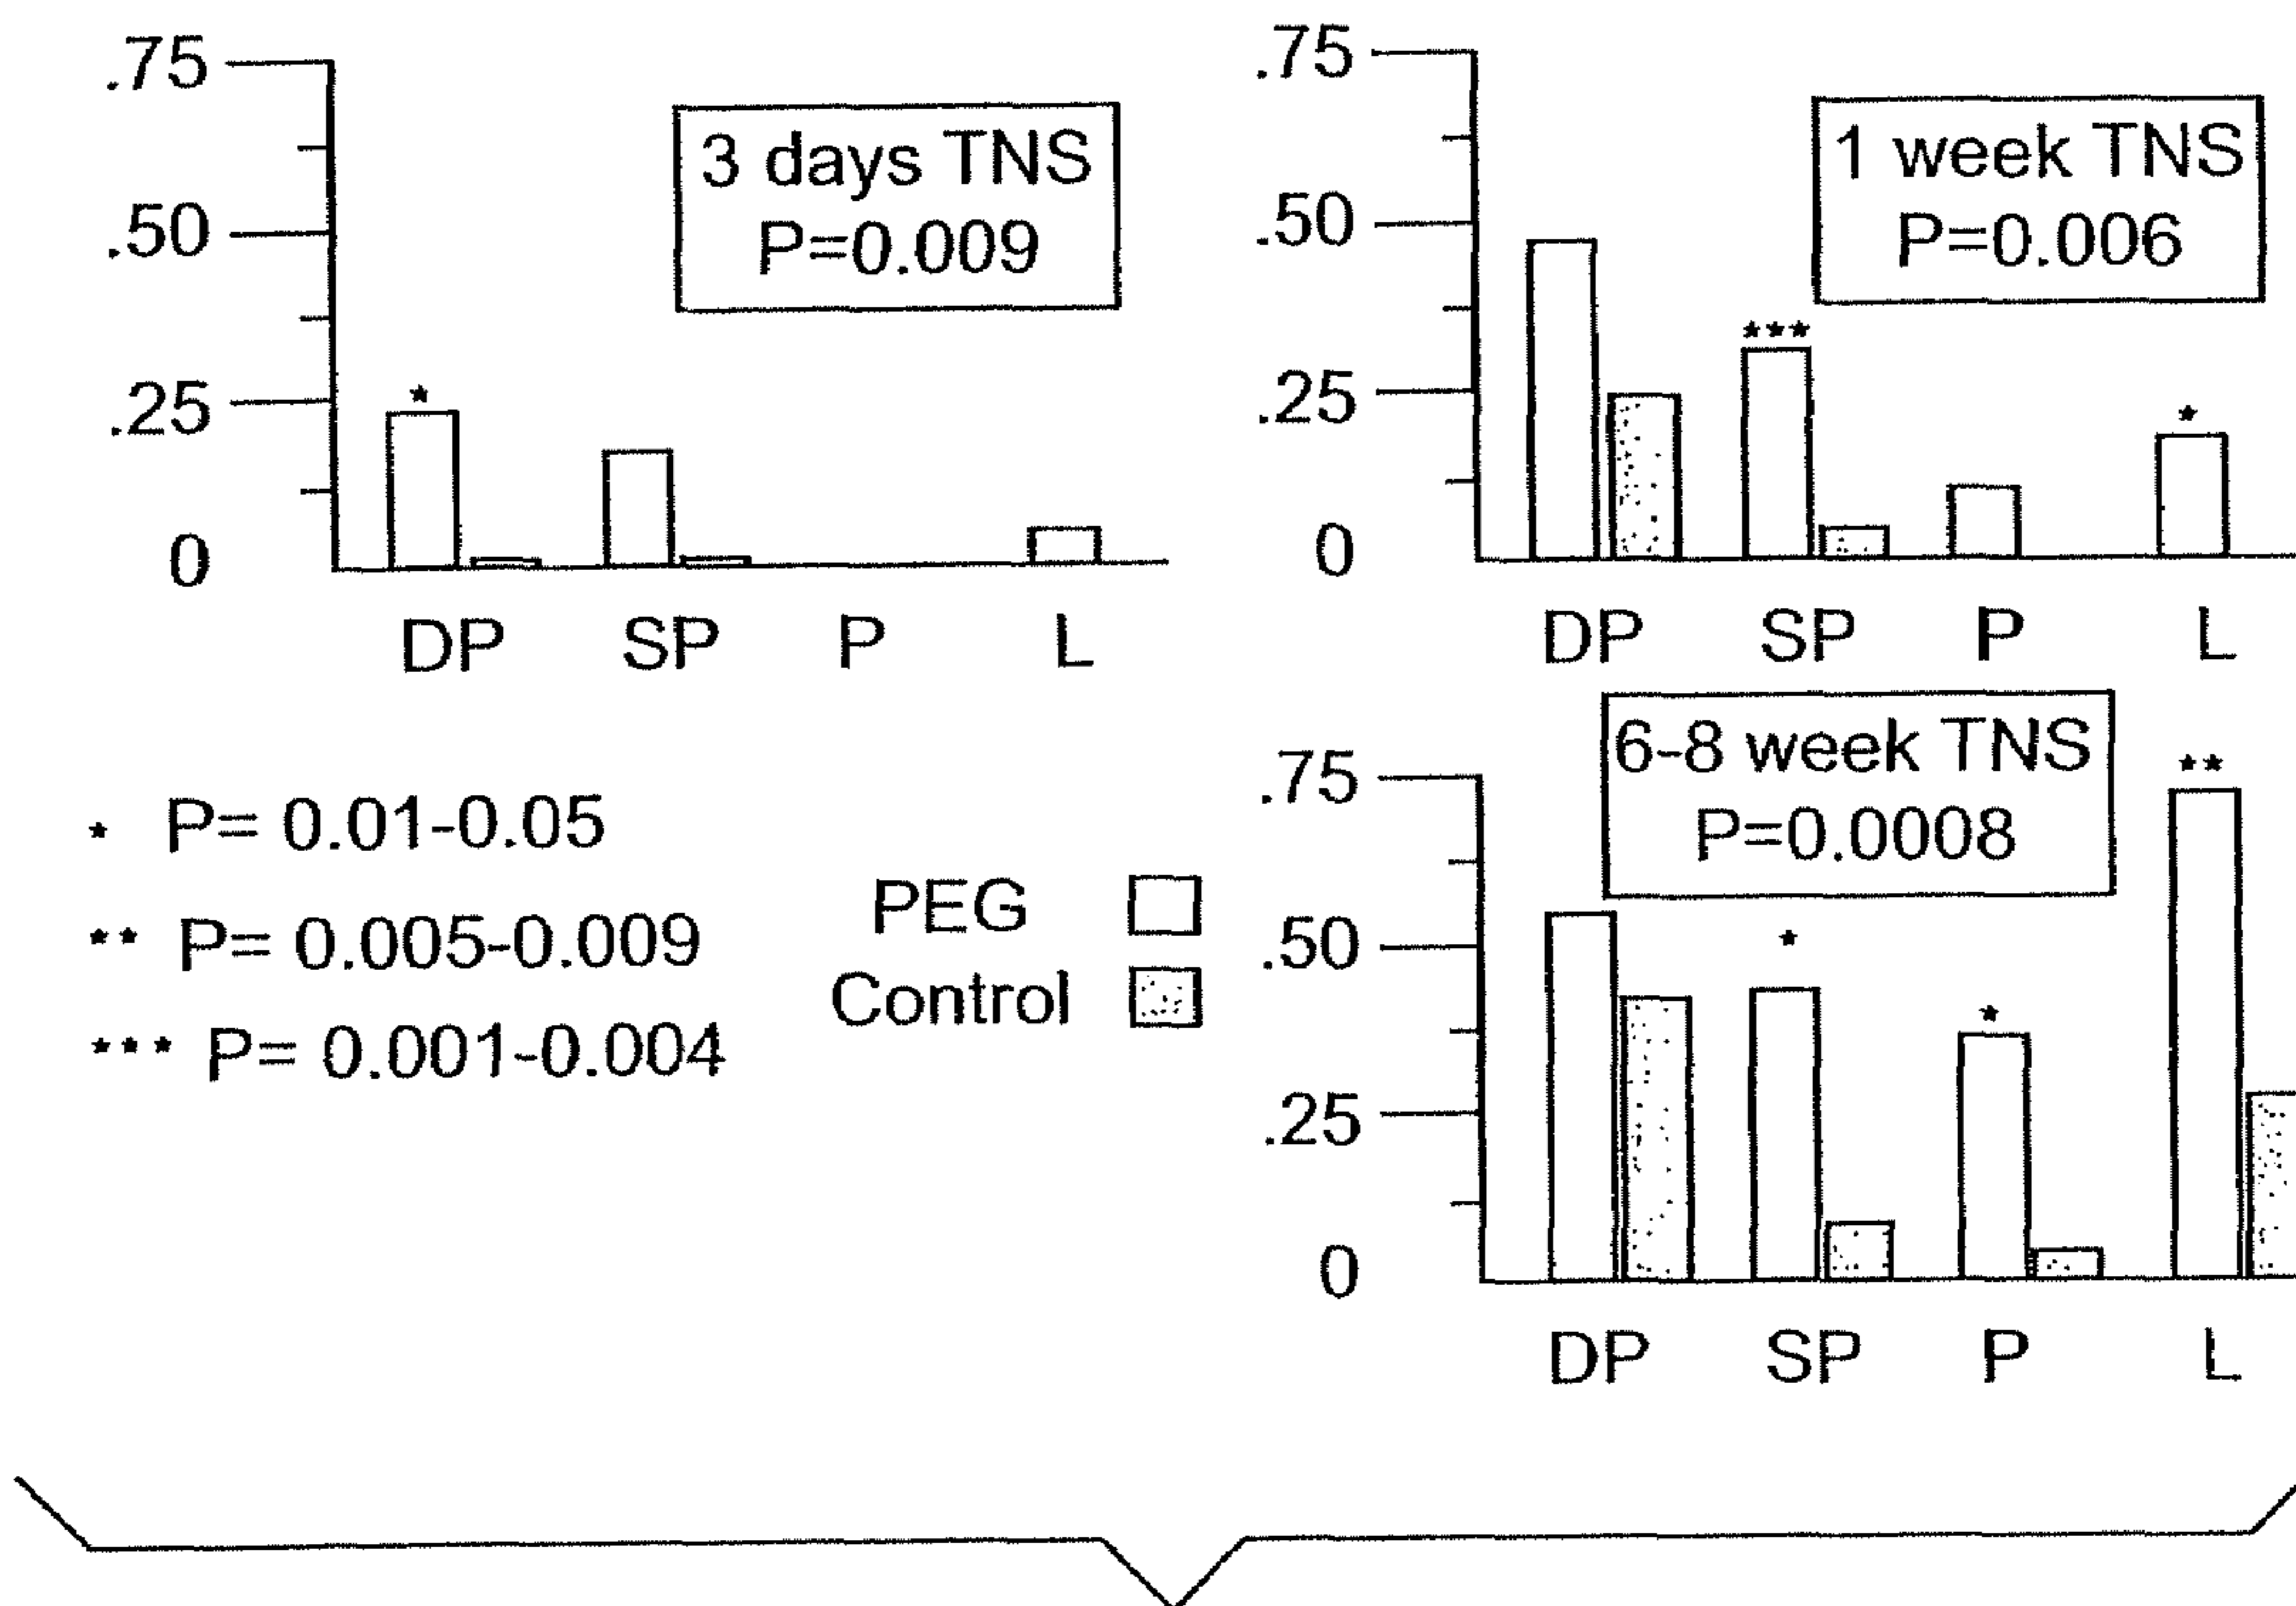 .75
.50
.25
0
3 days TNS
P=0.009
*
DP SP P L
.75
.50
.25
0
1 week TNS
P=0.006
***
*
DP SP P L
* P= 0.01-0.05
** P= 0.005-0.009
*** P= 0.001-0.004
PEG
Control
.75
.50
.25
0
6-8 week TNS
P=0.0008
**
*
*
DP SP P L